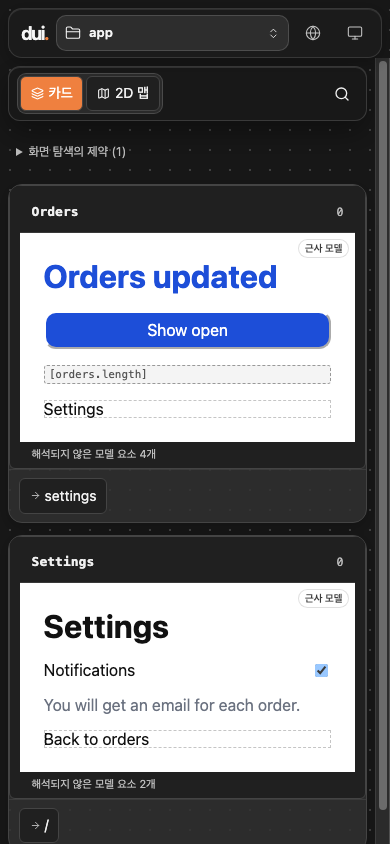 dui.
app
카드
2D 맵
▶ 화면 탐색의 제약 (1)
Orders
0
근사 모델
Orders updated
Show open
[orders.length]
Settings
해석되지 않은 모델 요소 4개
→ settings
Settings
0
근사 모델
Settings
Notifications
You will get an email for each order.
Back to orders
해석되지 않은 모델 요소 2개
→ /